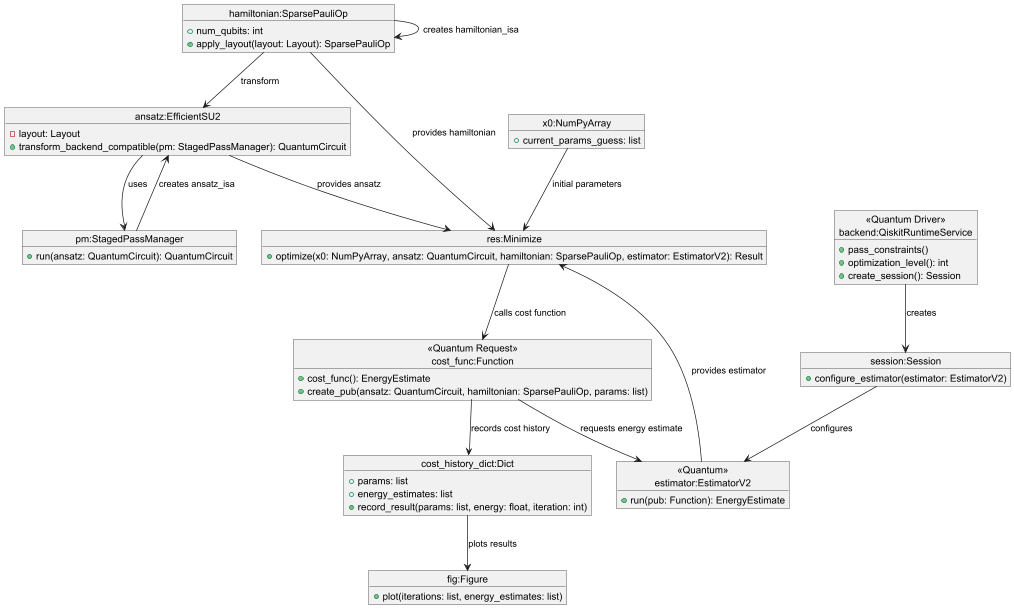 hamiltonian:SparsePauliOp
num_qubits: int
apply_layout(layout: Layout): SparsePauliOp
creates hamiltonian_isa
transform
ansatz:EfficientSU2
layout: Layout
transform_backend_compatible(pm: StagedPassManager): QuantumCircuit
provides hamiltonian
x0:NumPyArray
current_params_guess: list
uses
creates ansatz_isa
provides ansatz
initial parameters
pm:StagedPassManager
run(ansatz: QuantumCircuit): QuantumCircuit
res:Minimize
optimize(x0: NumPyArray, ansatz: QuantumCircuit, hamiltonian: SparsePauliOp, estimator: EstimatorV2): Result
«Quantum Driver»
backend:QiskitRuntimeService
pass_constraints()
optimization_level(): int
create_session(): Session
calls cost function
creates
«Quantum Request»
cost_func:Function
cost_func(): EnergyEstimate
create_pub(ansatz: QuantumCircuit, hamiltonian: SparsePauliOp, params: list)
provides estimator
session:Session
configure_estimator(estimator: EstimatorV2)
records cost history
requests energy estimate
configures
cost_history_dict:Dict
params: list
energy_estimates: list
record_result(params: list, energy: float, iteration: int)
«Quantum»
estimator:EstimatorV2
run(pub: Function): EnergyEstimate
plots results
fig:Figure
plot(iterations: list, energy_estimates: list)